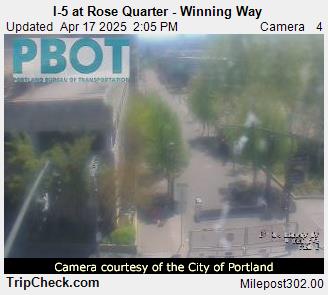 I-5 at Rose Quarter - Winning Way
Updated Apr 17 2025 2:05 PM Camera 4
PBOT
PORTLAND BUREAU OF TRANSPORTATION
Camera courtesy of the City of Portland
TripCheck.com Milepost302.00